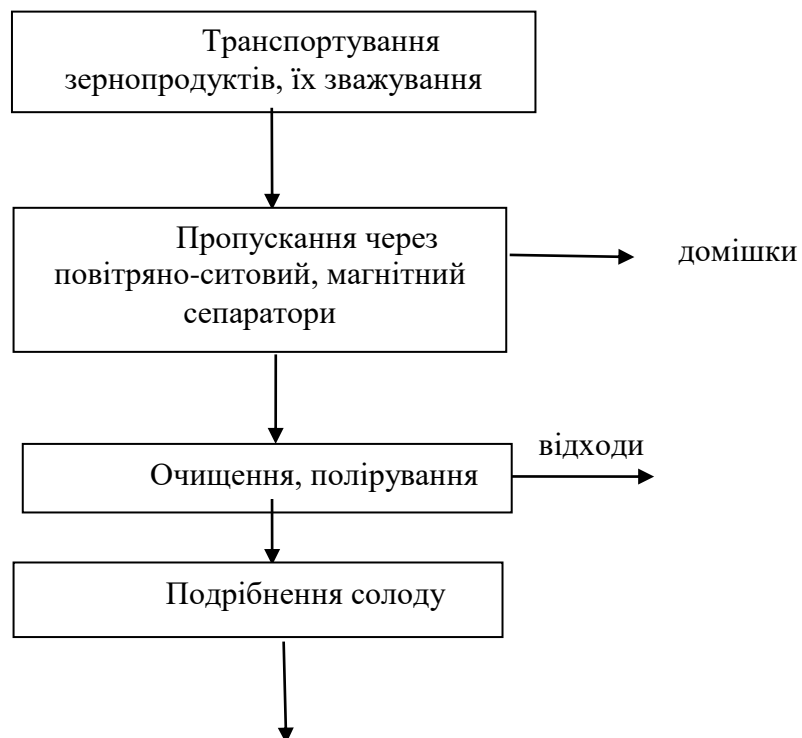 Транспортування
зернопродуктів, їх зважування
Пропускання через
повітряно-ситовий, магнітний
сепаратори
домішки
Очищення, полірування
відходи
Подрібнення солоду